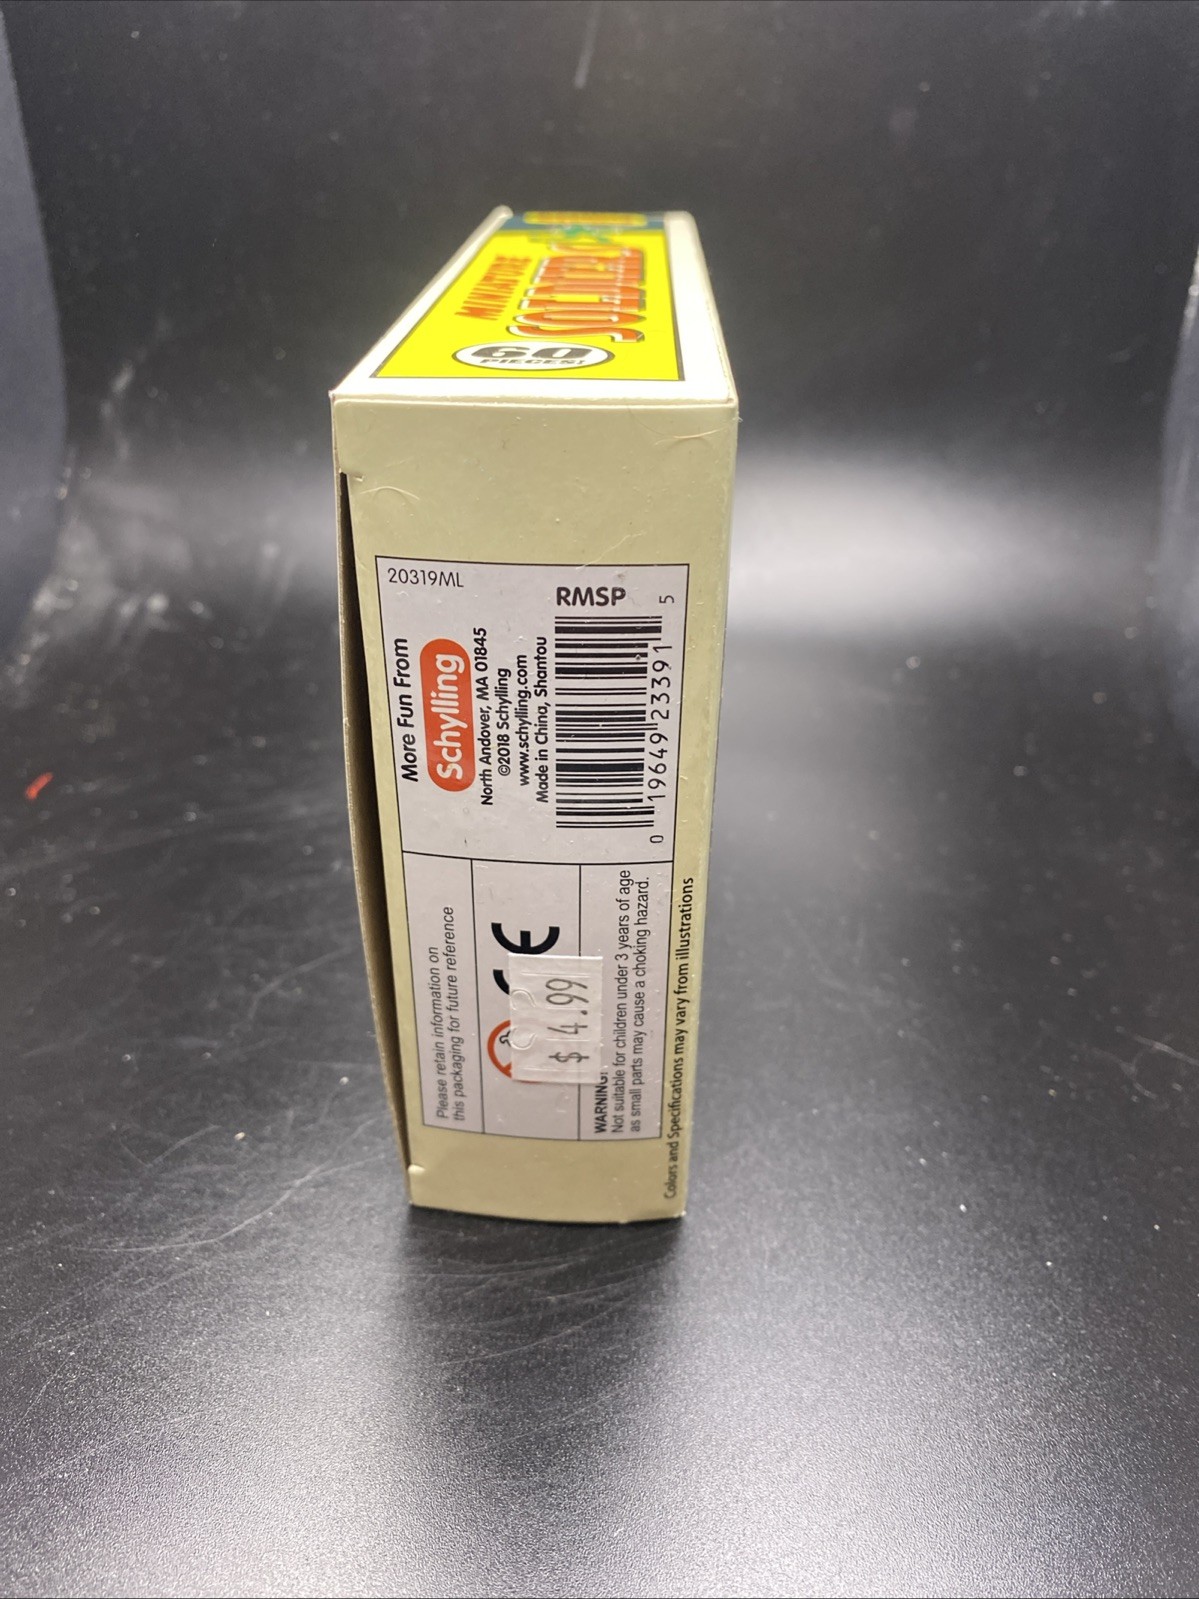 MINIATURE
SOLDIERS
60
PIECES!
20319ML
More Fun From
Schylling
North Andover, MA 01845
©2018 Schylling
www.schylling.com
Made in China, Shantou
RMSP
0 19649 23391 5
Please retain information on
this packaging for future reference
CE
$ 4.99
WARNING:
Not suitable for children under 3 years of age
as small parts may cause a choking hazard.
Colors and Specifications may vary from illustrations